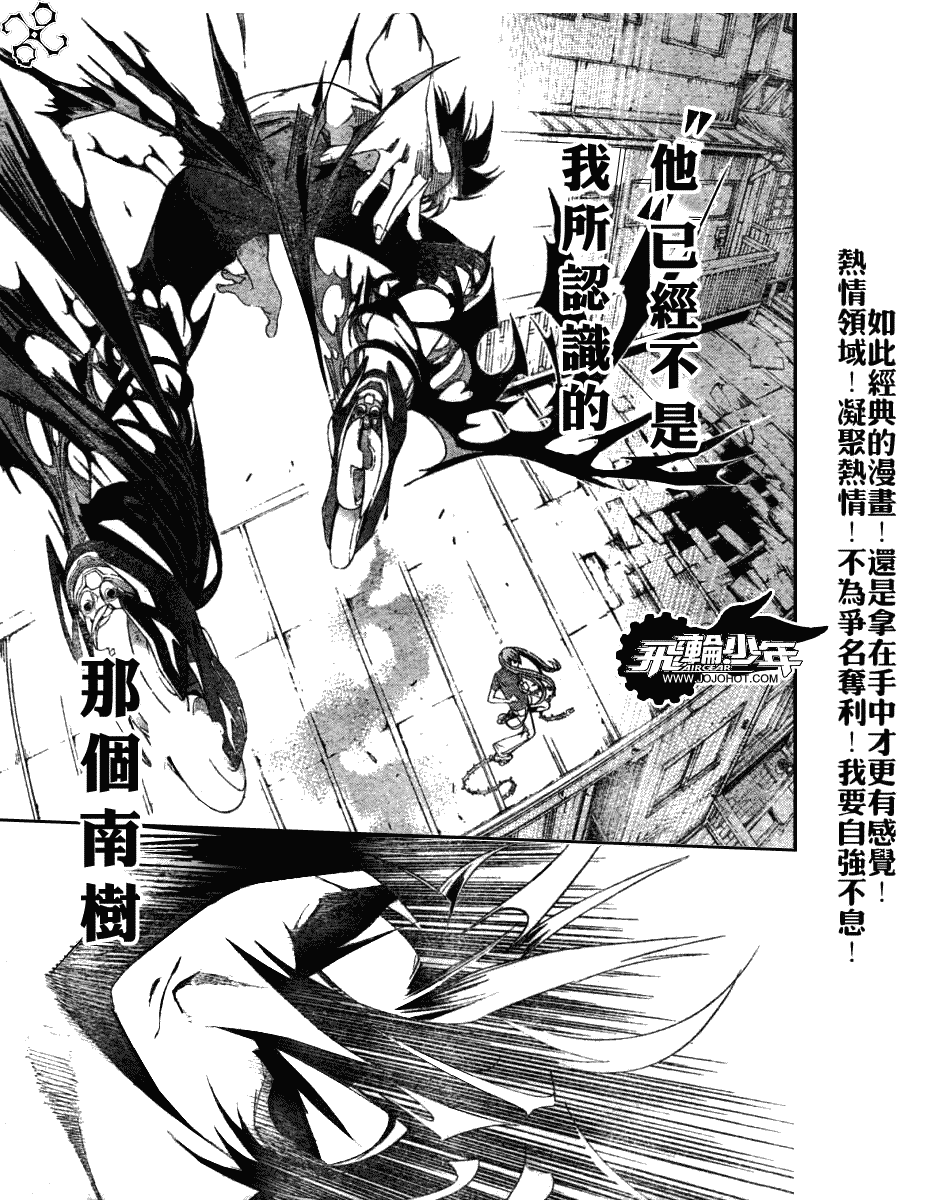 如此經典的漫畫！還是拿在手中才更有感覺！
熱情領域！凝聚熱情！不為爭名奪利！我要自強不息！
"他"已經不是
我所認識的
那個南樹
飛輪少年
AIRGEAR
WWW.JOJOHOT.COM